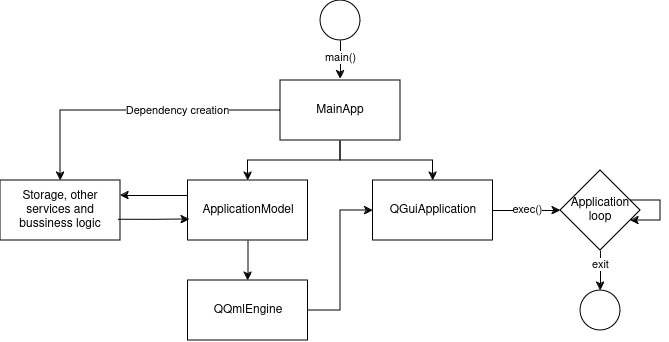 main()
MainApp
Dependency creation
Storage, other
services and
bussiness logic
ApplicationModel
QGuiApplication
exec()
Application
loop
exit
QQmlEngine